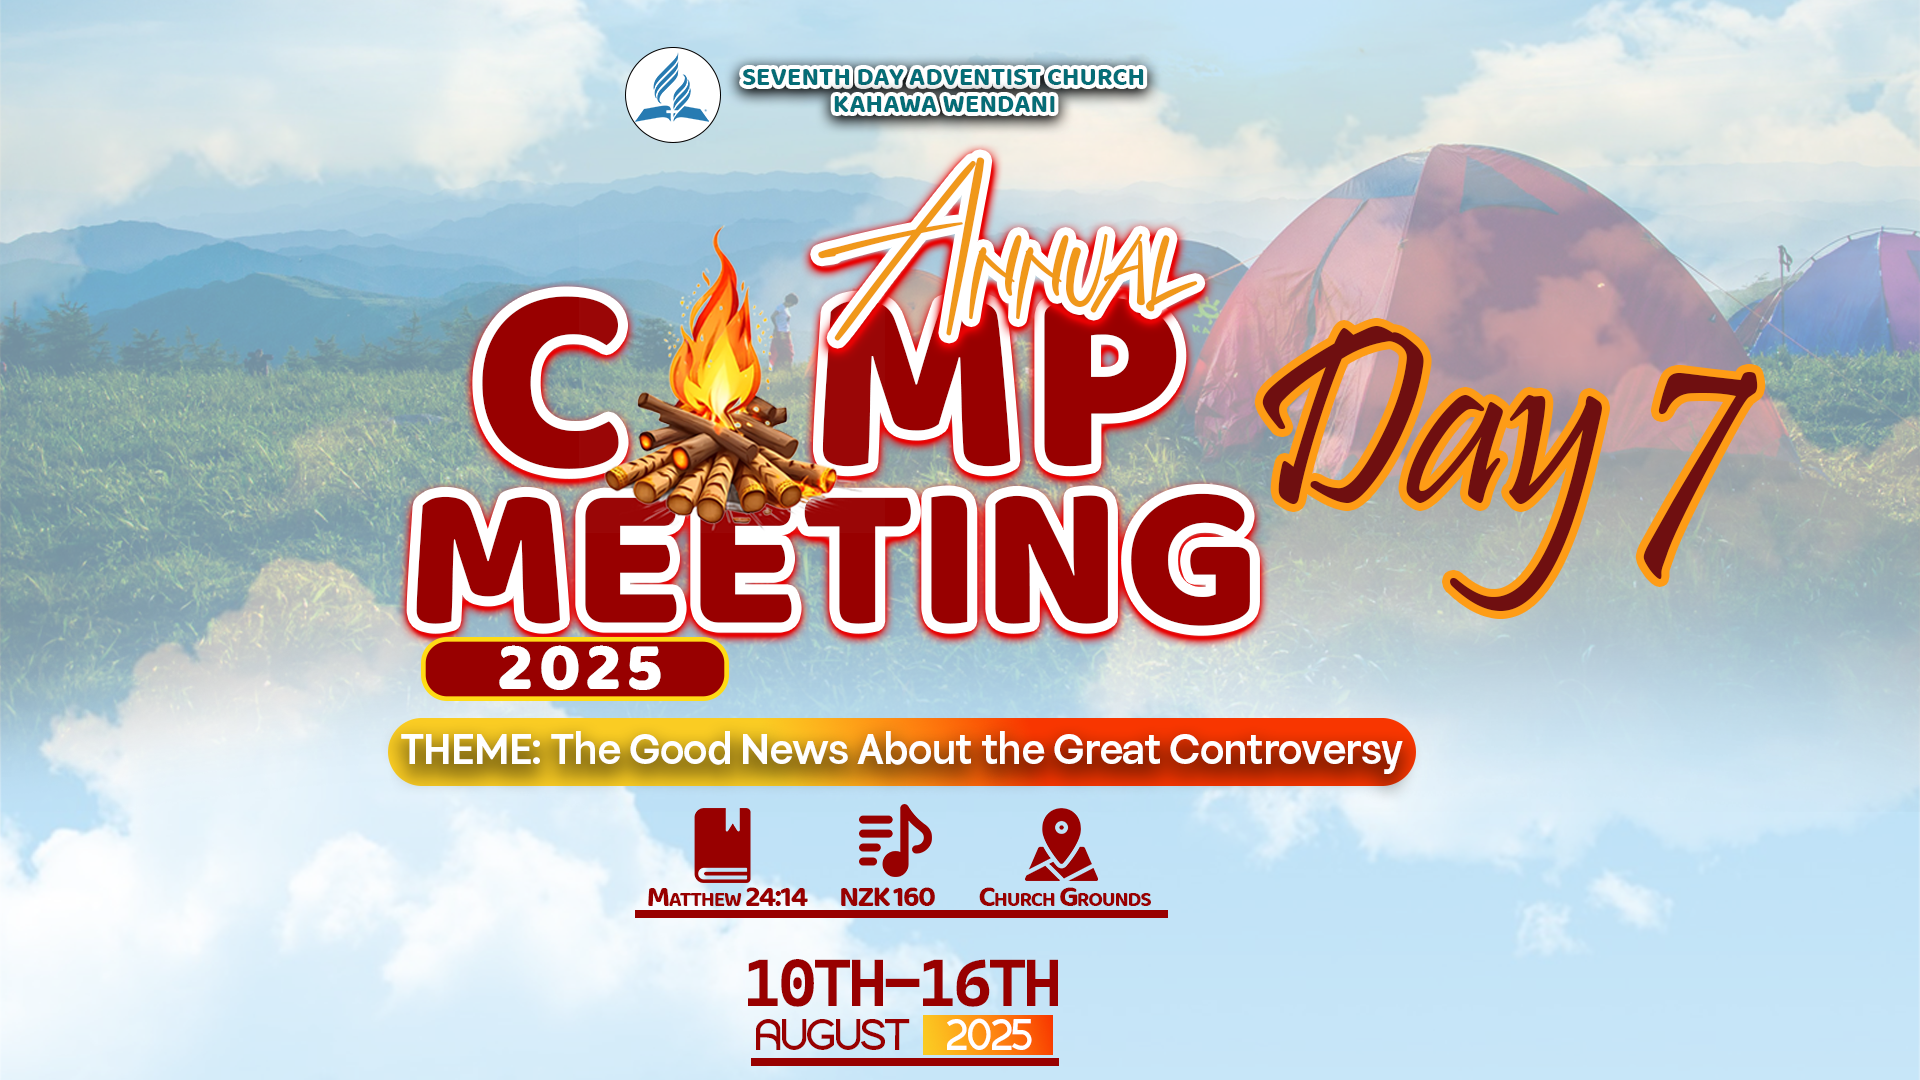 SEVENTH DAY ADVENTIST CHURCH
KAHAWA WENDANI
ANNUAL
CAMP
MEETING
Day 7
2025
THEME: The Good News About the Great Controversy
MATTHEW 24:14
NZK 160
CHURCH GROUNDS
10TH-16TH
AUGUST 2025